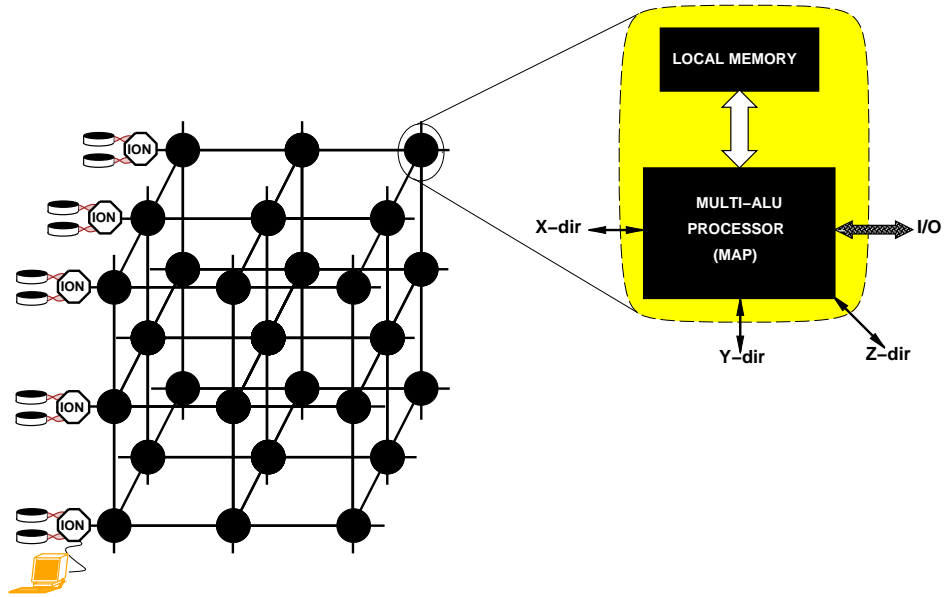 ION
ION
ION
ION
ION
LOCAL MEMORY
MULTI−ALU
PROCESSOR
(MAP)
X−dir
I/O
Y−dir
Z−dir